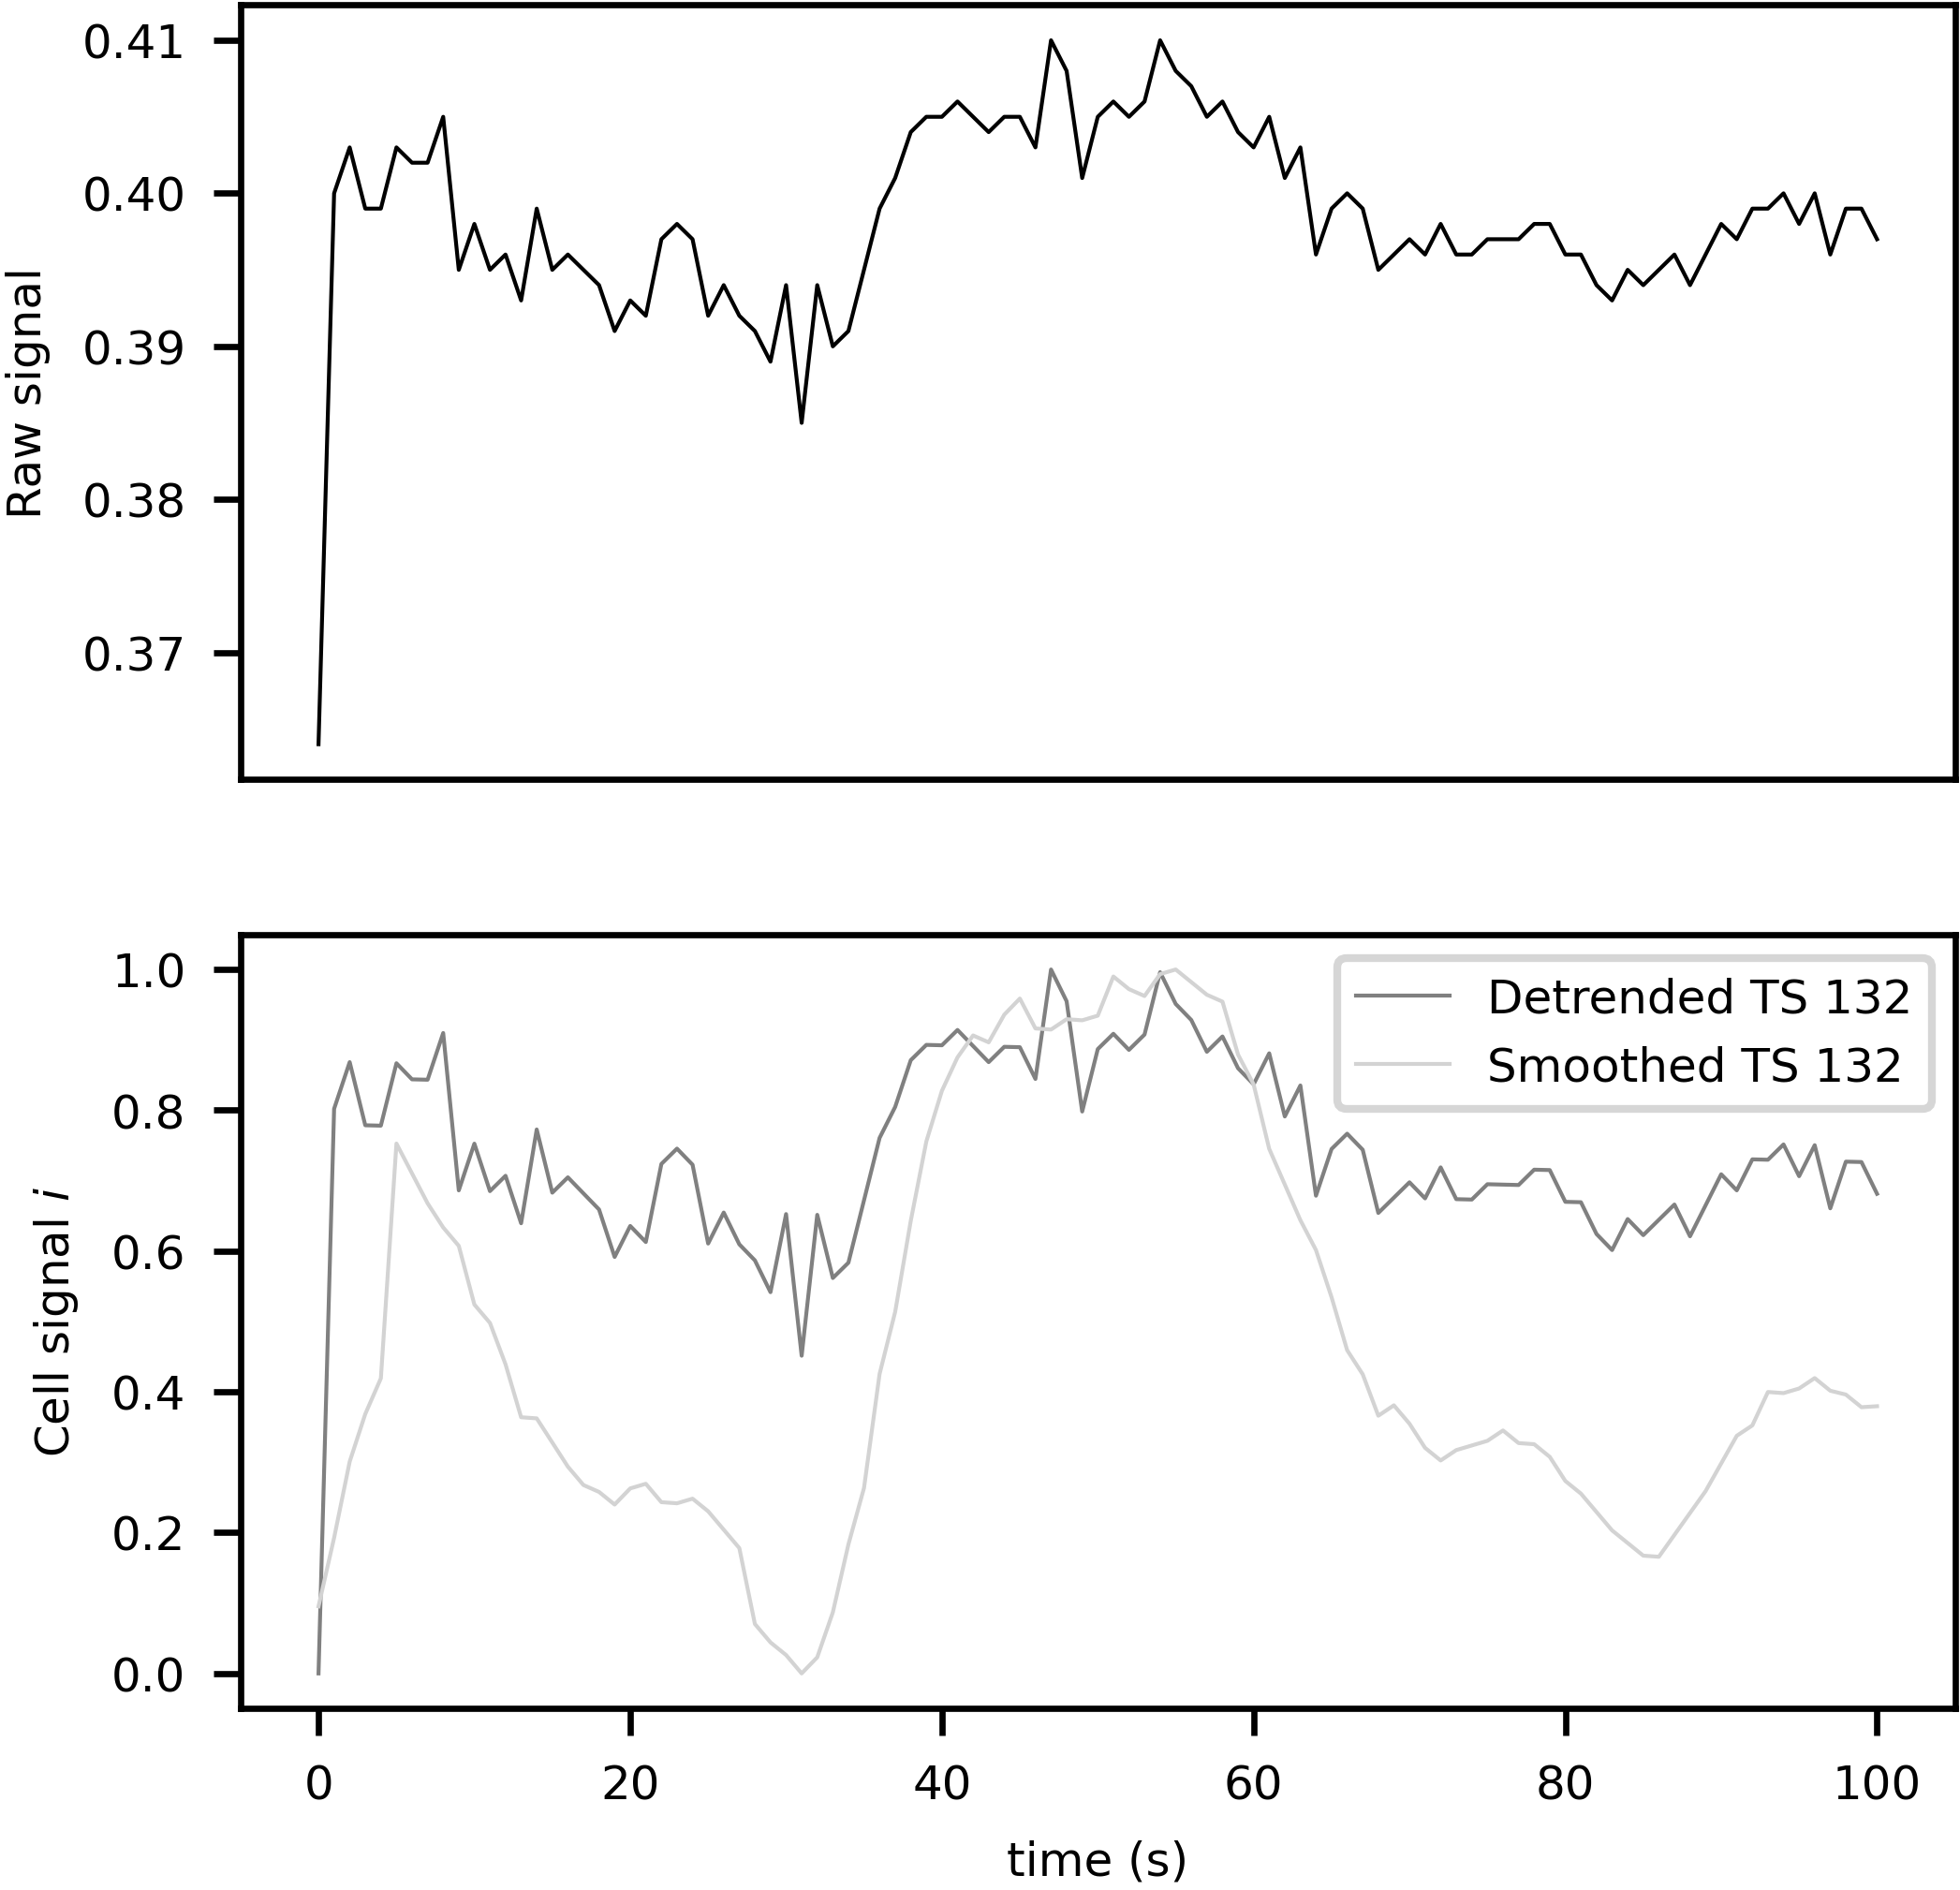 Raw signal
0.41
0.40
0.39
0.38
0.37
Cell signal i
1.0
0.8
0.6
0.4
0.2
0.0
Detrended TS 132
Smoothed TS 132
0 20 40 60 80 100
time (s)